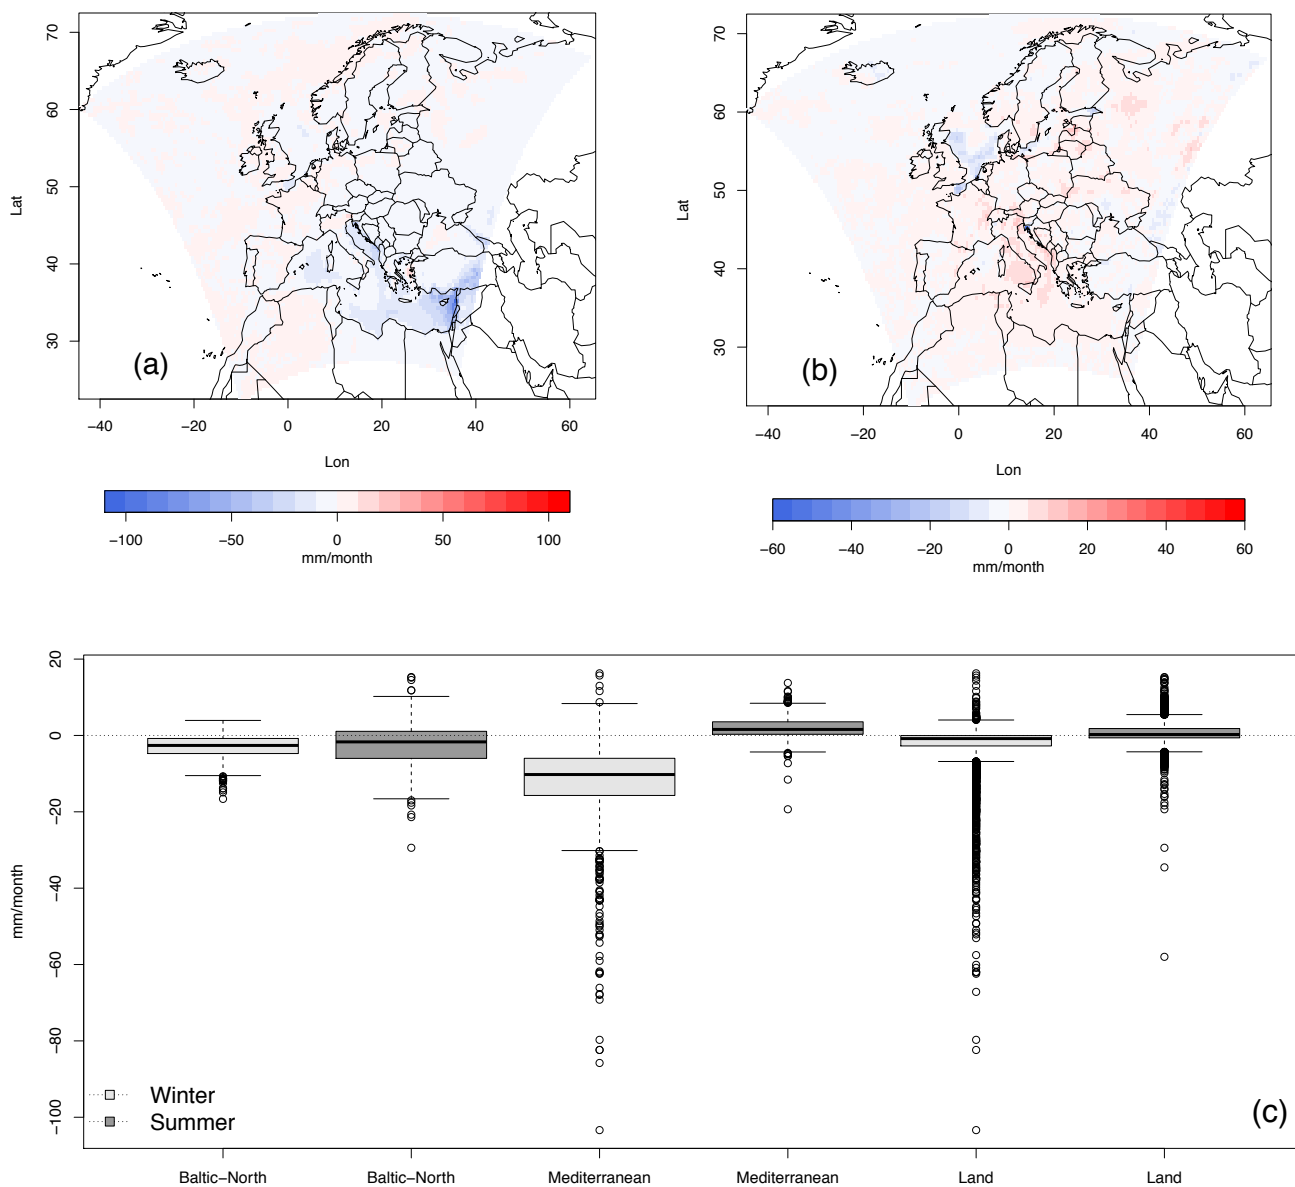 70
60
50
40
30
Lat
(a)
−40 −20 0 20 40 60
Lon
−100 −50 0 50 100
mm/month
70
60
50
40
30
Lat
(b)
−40 −20 0 20 40 60
Lon
−60 −40 −20 0 20 40 60
mm/month
20
0
−20
−40
−60
−80
−100
mm/month
Winter
Summer
(c)
Baltic−North Baltic−North Mediterranean Mediterranean Land Land